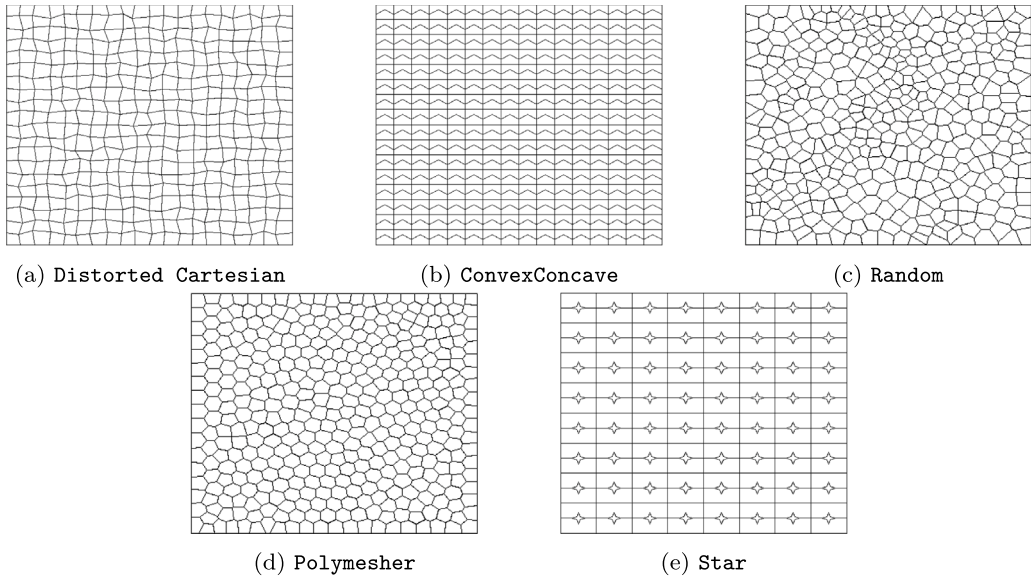 (a) Distorted Cartesian
(b) ConvexConcave
(c) Random
(d) Polymesher
(e) Star